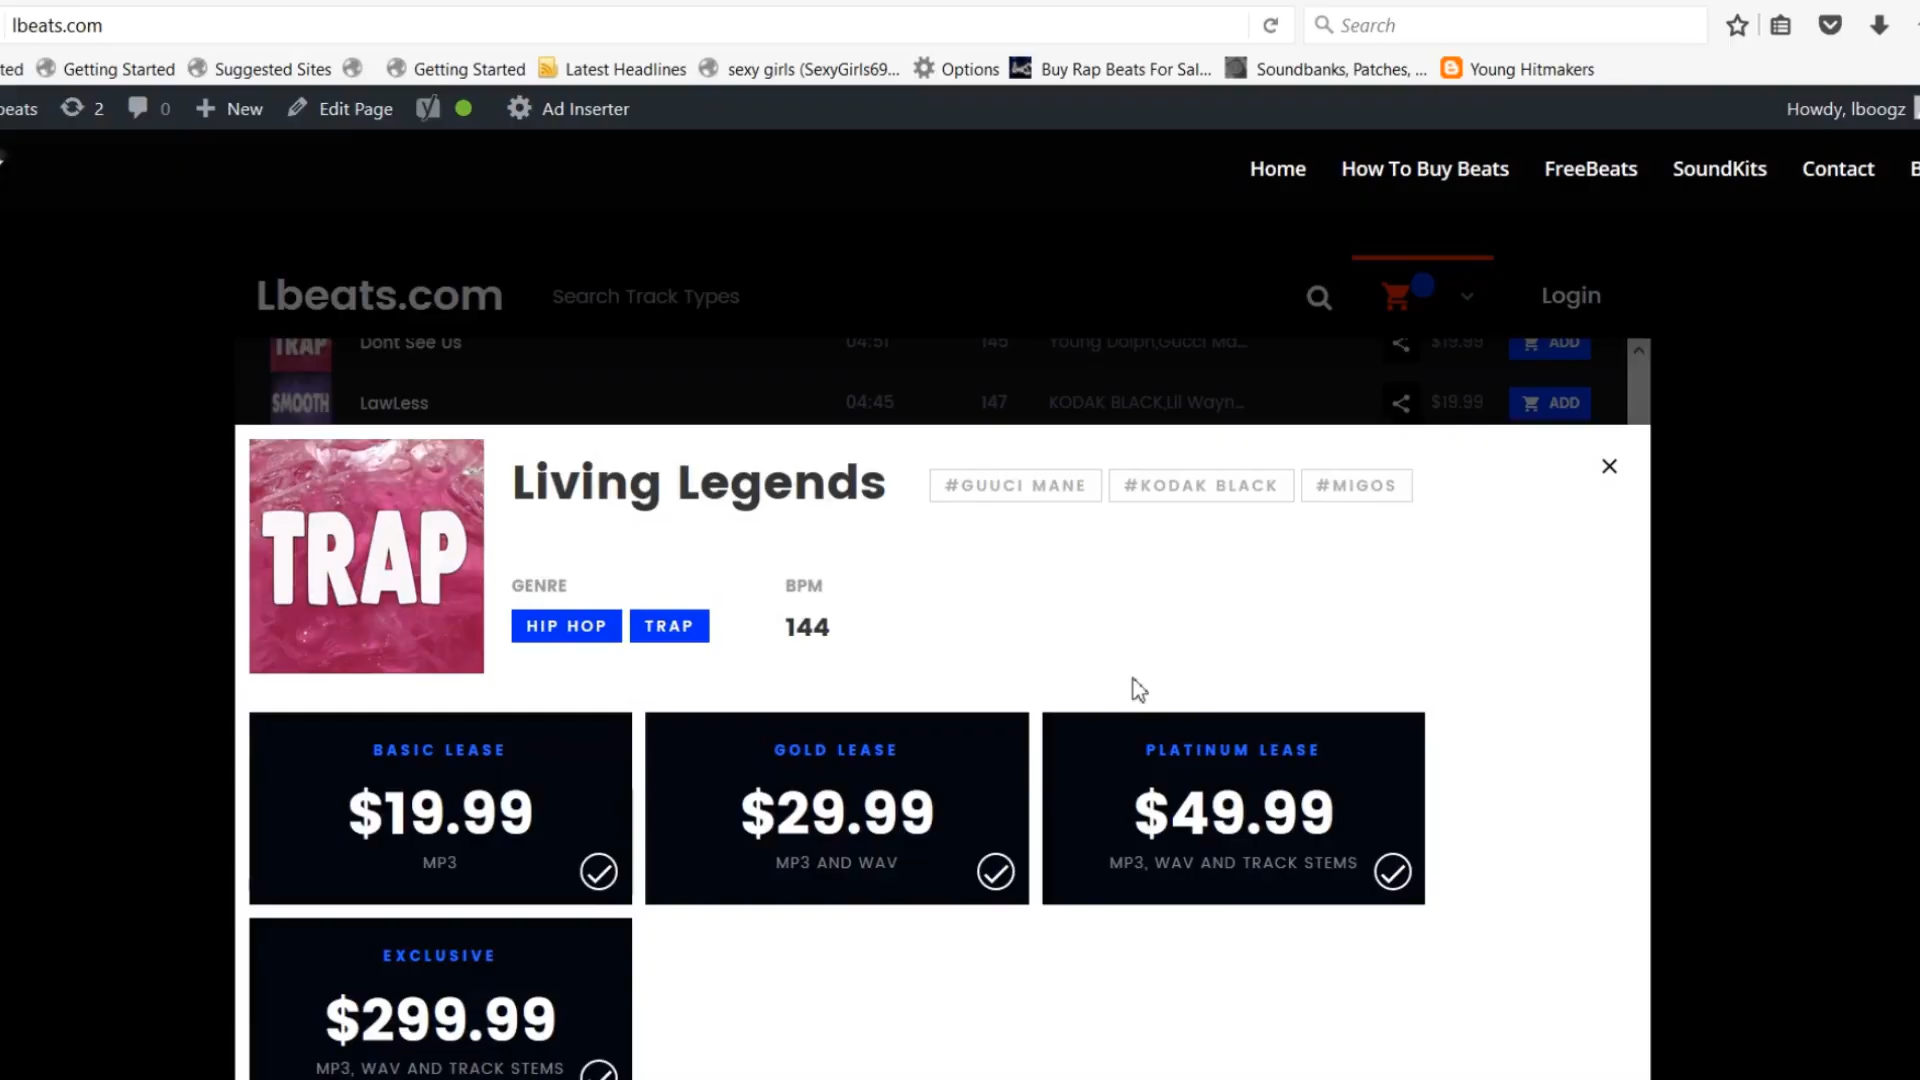 lbeats.com
Search
ted Getting Started Suggested Sites Getting Started Latest Headlines sexy girls (SexyGirls69... Options Buy Rap Beats For Sal... Soundbanks, Patches, ... Young Hitmakers
beats 2 0 New Edit Page Ad Inserter Howdy, lboogz
Home How To Buy Beats FreeBeats SoundKits Contact B
Lbeats.com Search Track Types Login
TRAP Dont See Us 04:51 145 Young Dolph,Gucci Ma... $19.99 ADD
SMOOTH LawLess 04:45 147 KODAK BLACK,Lil Wayn... $19.99 ADD
Living Legends #GUUCI MANE #KODAK BLACK #MIGOS
TRAP
GENRE BPM
HIP HOP TRAP 144
BASIC LEASE GOLD LEASE PLATINUM LEASE
$19.99 $29.99 $49.99
MP3 MP3 AND WAV MP3, WAV AND TRACK STEMS
EXCLUSIVE
$299.99
MP3, WAV AND TRACK STEMS